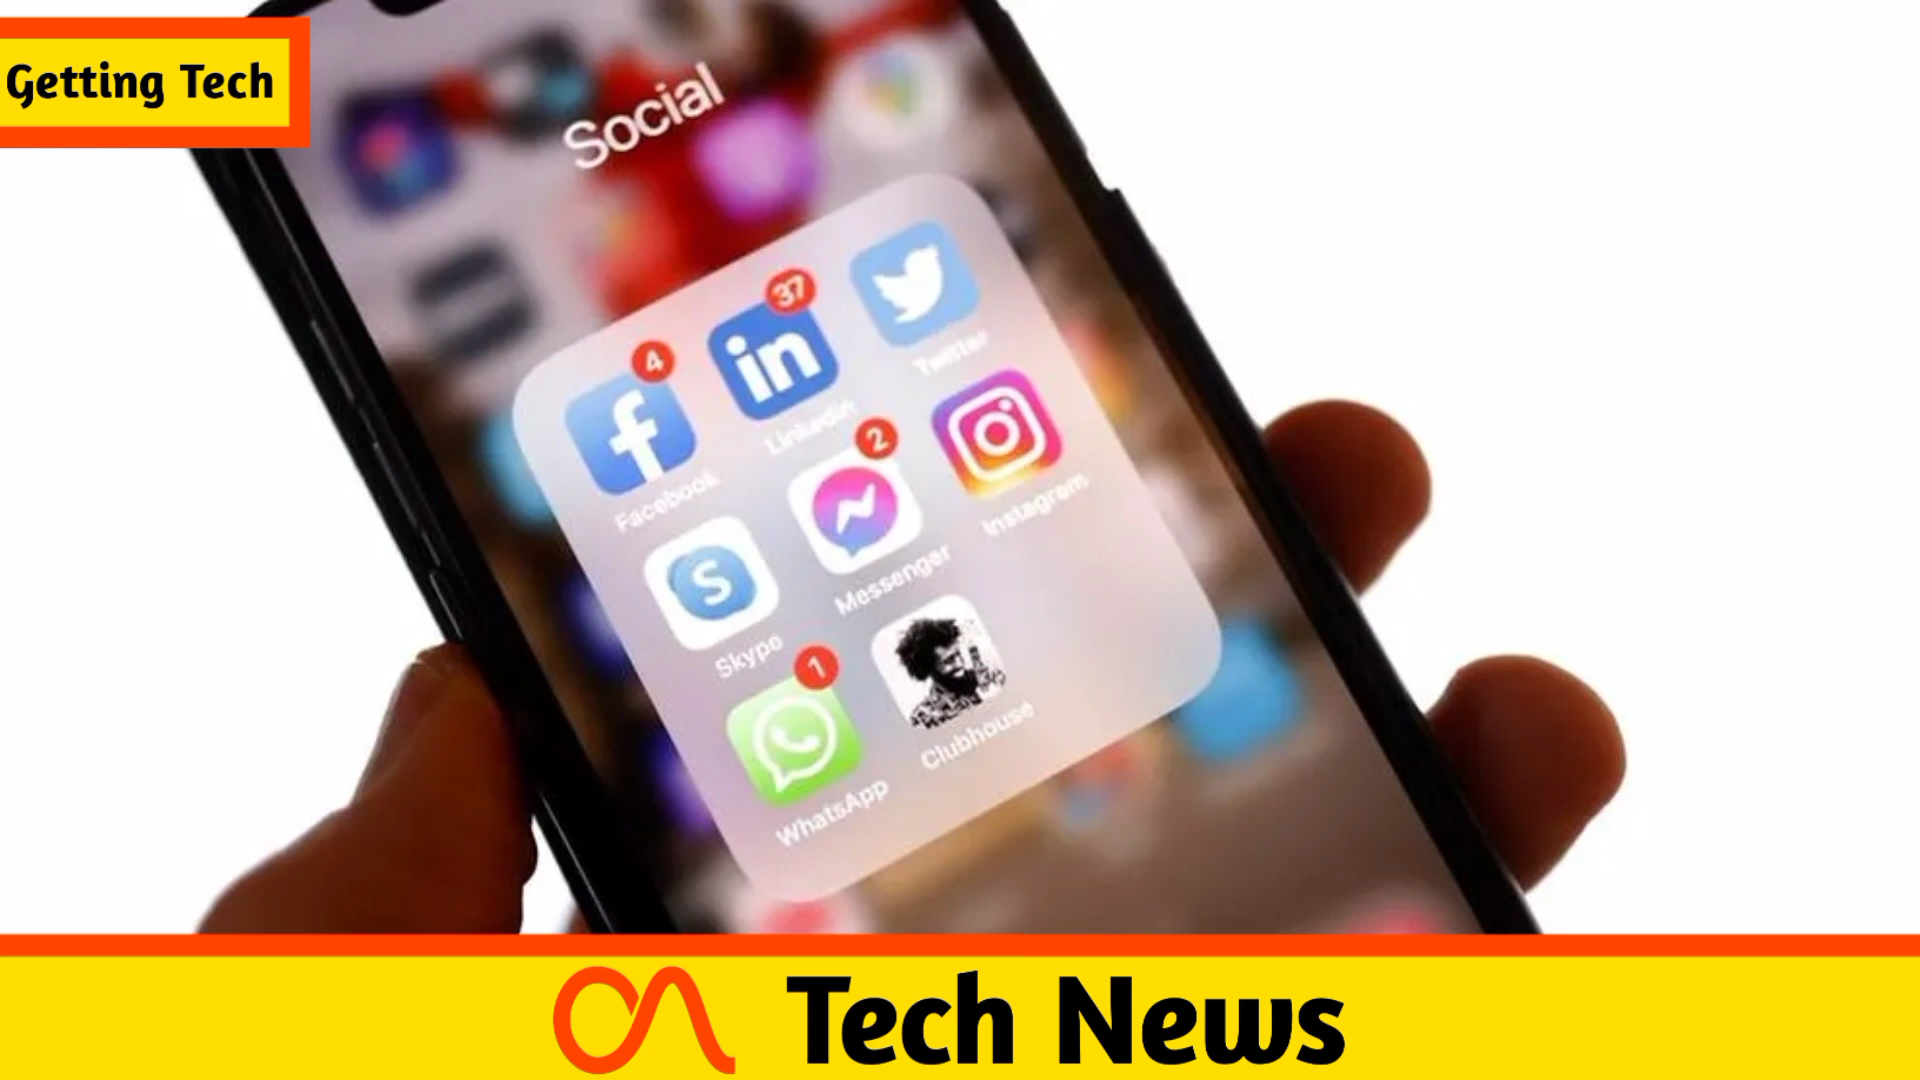 Getting Tech
Social
4
37
Facebook
LinkedIn
Twitter
2
Skype
Messenger
Instagram
1
WhatsApp
Clubhouse
Tech News